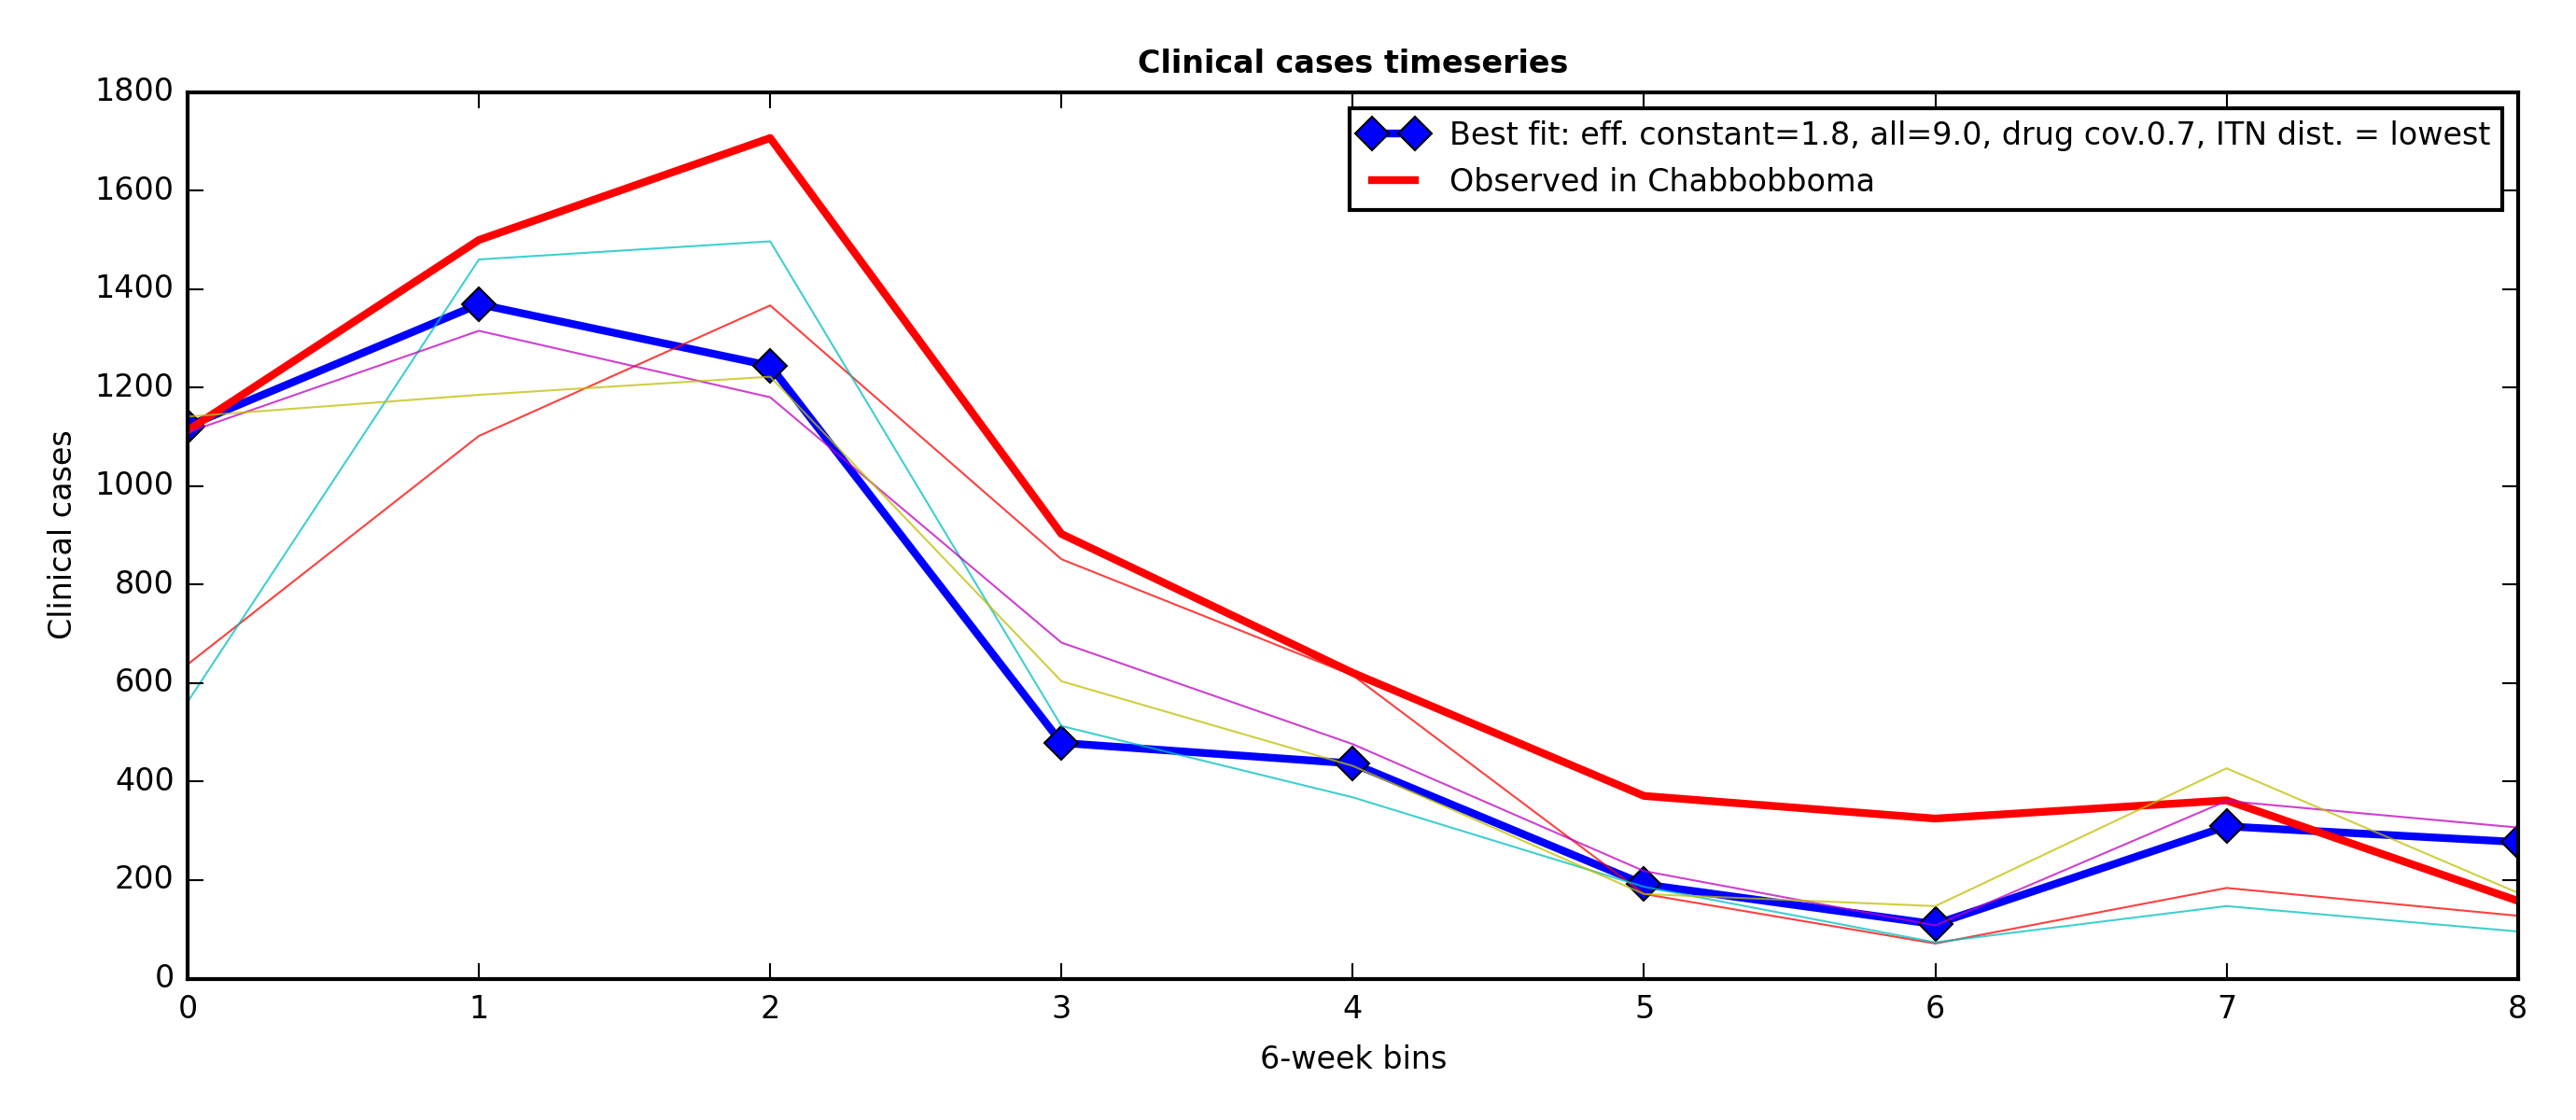 Clinical cases timeseries
1800
1600
1400
1200
1000
800
600
400
200
0
Clinical cases
Best fit: eff. constant=1.8, all=9.0, drug cov.0.7, ITN dist. = lowest
Observed in Chabbobboma
0 1 2 3 4 5 6 7 8
6-week bins